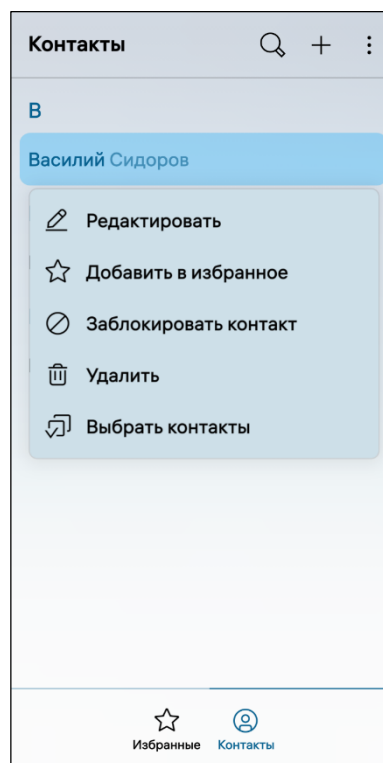 Контакты
В
Василий Сидоров
Редактировать
Добавить в избранное
Заблокировать контакт
Удалить
Выбрать контакты
Избранные Контакты